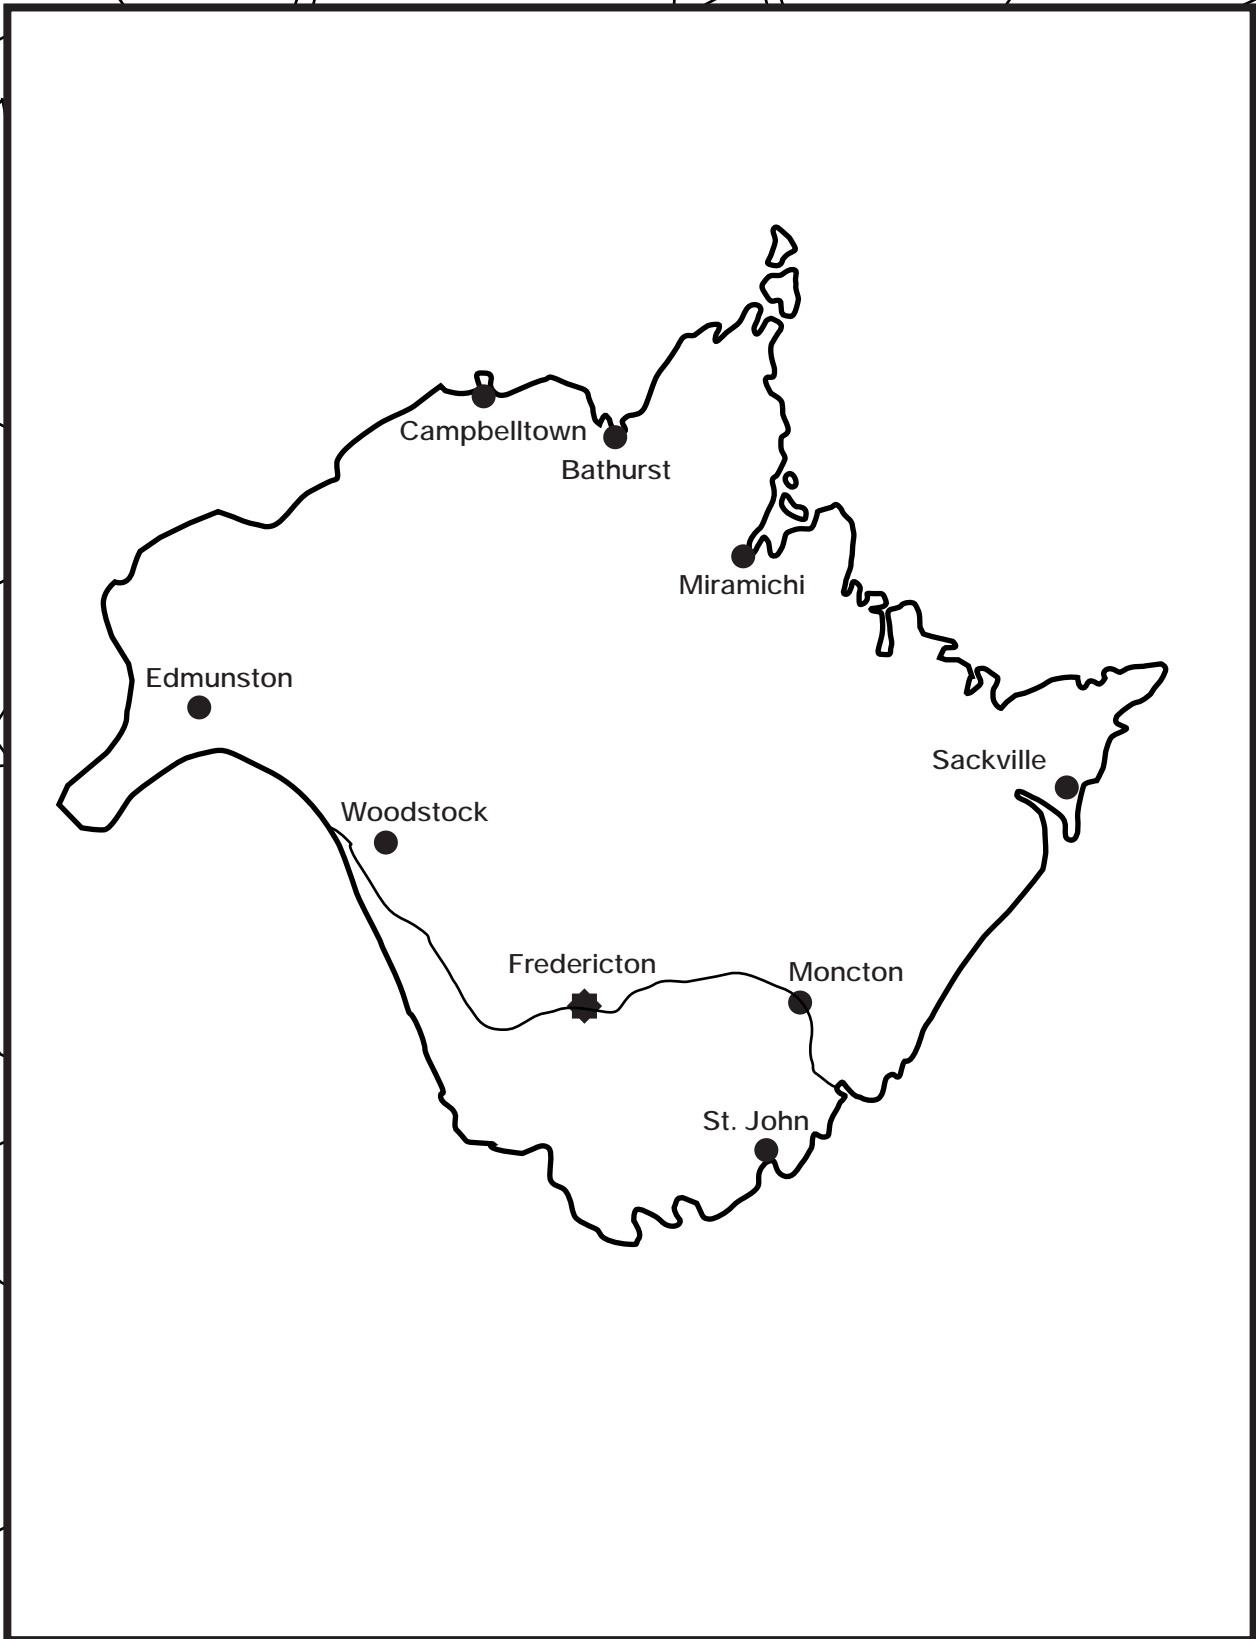 Campbelltown
Bathurst
Miramichi
Edmunston
Sackville
Woodstock
Fredericton
Moncton
St. John